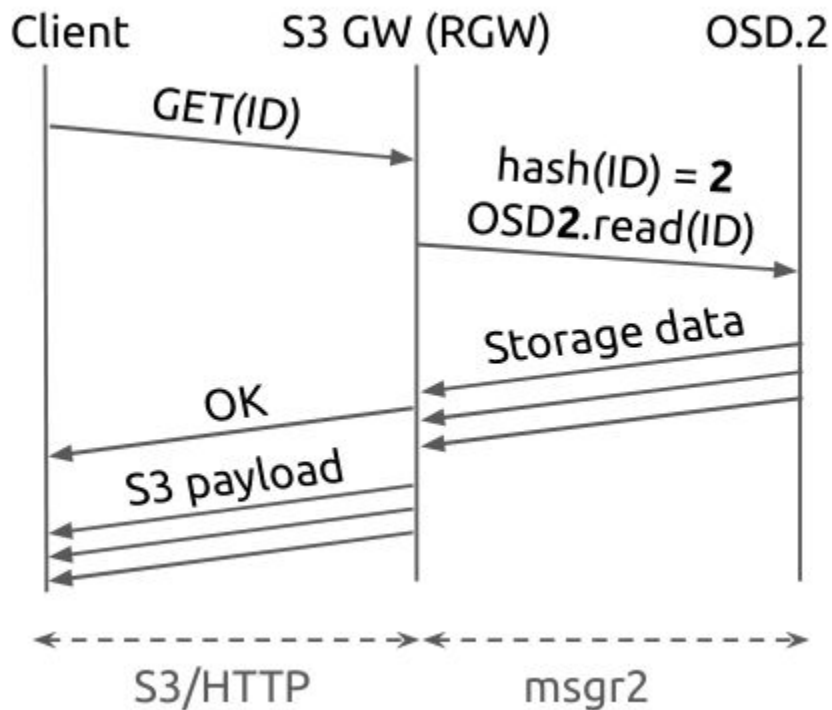 Client
S3 GW (RGW)
OSD.2
GET(ID)
hash(ID) = 2
OSD2.read(ID)
Storage data
OK
S3 payload
S3/HTTP
msgr2